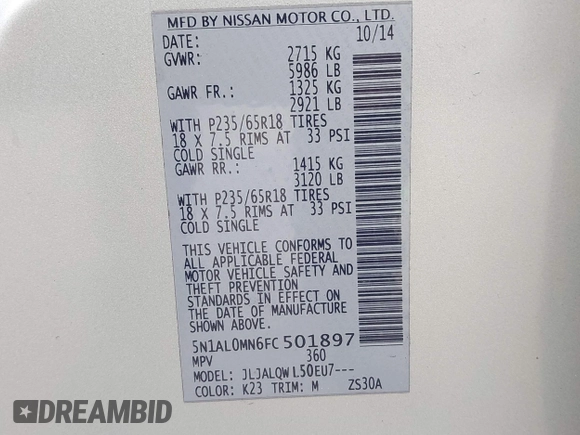 MFD BY NISSAN MOTOR CO., LTD.
DATE: 10/14
GVWR: 2715 KG
5986 LB
GAWR FR.: 1325 KG
2921 LB
WITH P235/65R18 TIRES
18 X 7.5 RIMS AT 33 PSI
COLD SINGLE
GAWR RR.: 1415 KG
3120 LB
WITH P235/65R18 TIRES
18 X 7.5 RIMS AT 33 PSI
COLD SINGLE
THIS VEHICLE CONFORMS TO
ALL APPLICABLE FEDERAL
MOTOR VEHICLE SAFETY AND
THEFT PREVENTION
STANDARDS IN EFFECT ON
THE DATE OF MANUFACTURE
SHOWN ABOVE.
5N1AL0MN6FC501897
MPV 360
MODEL: JLJALQWL50EU7---
COLOR: K23 TRIM: M ZS30A
DREAMBID